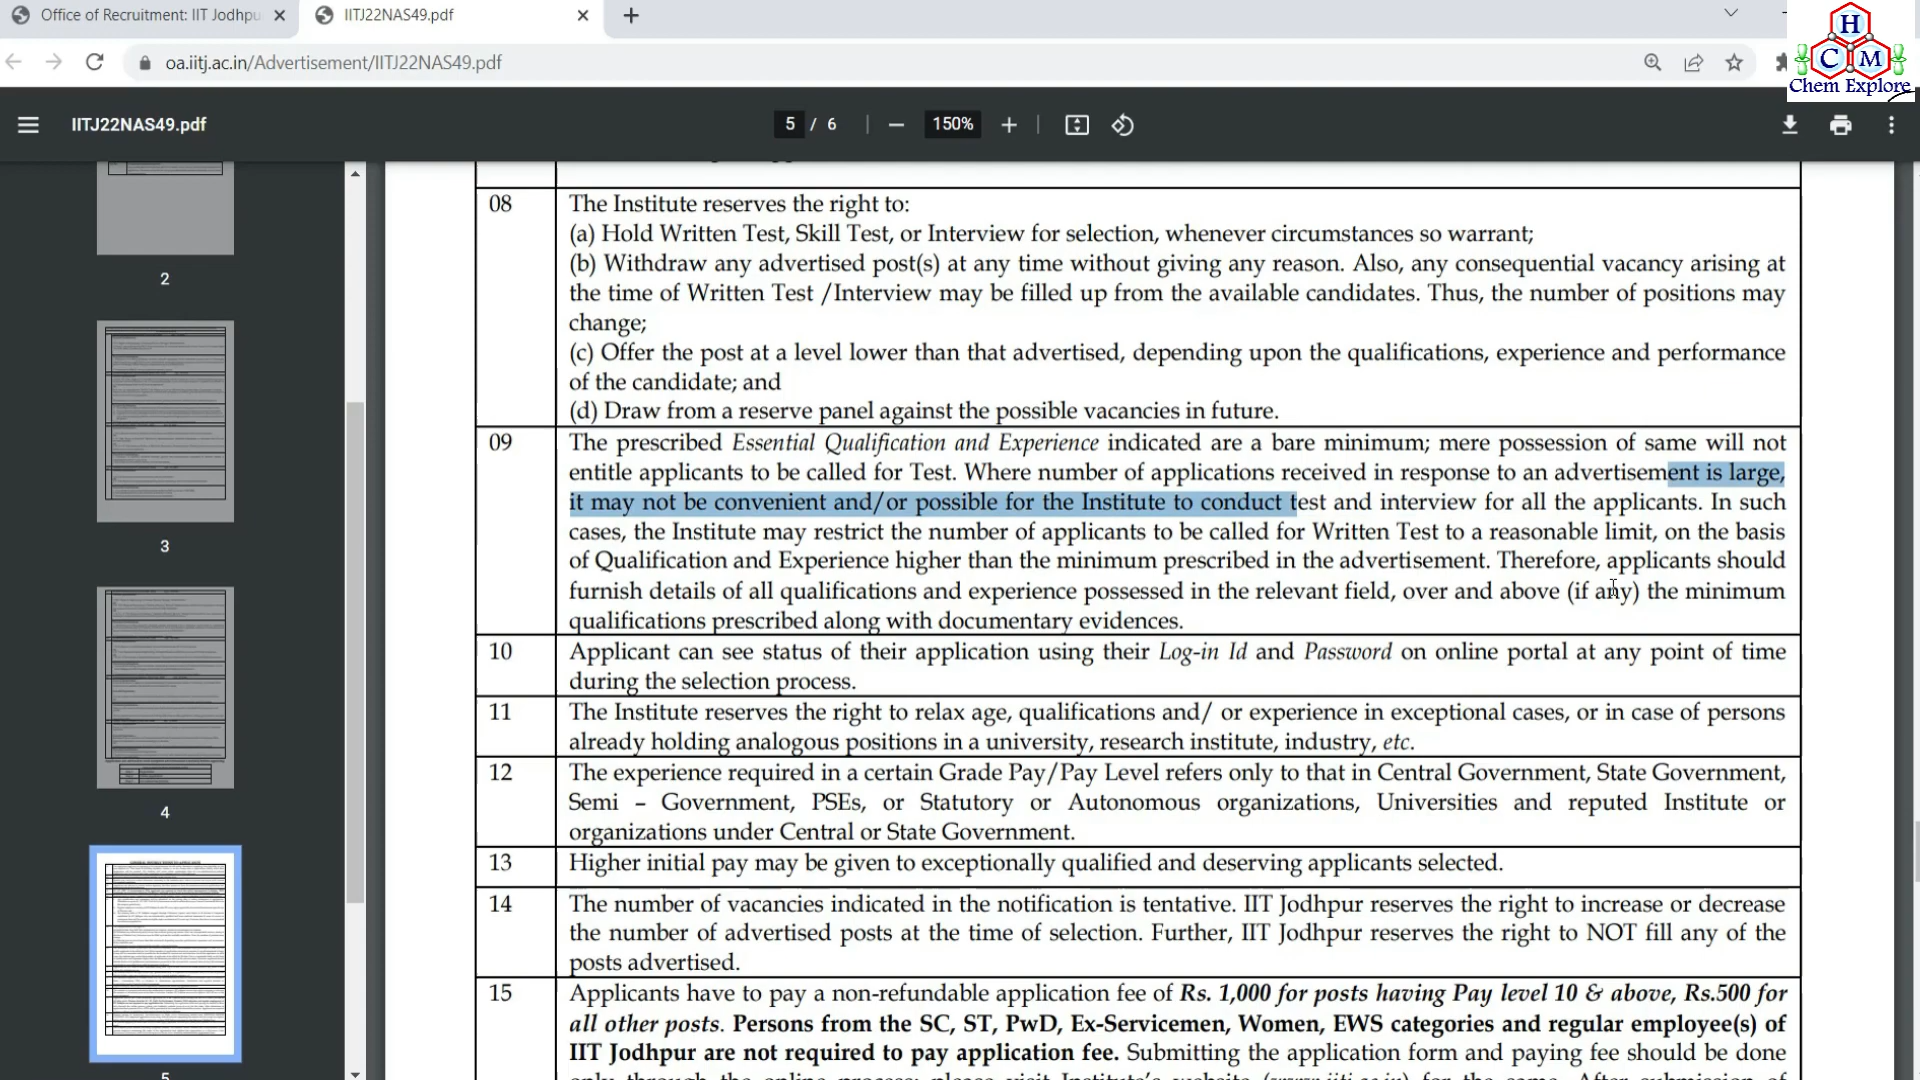 Office of Recruitment: IIT Jodhpu
IITJ22NAS49.pdf
oa.iitj.ac.in/Advertisement/IITJ22NAS49.pdf
H
C M
Chem Explore
IITJ22NAS49.pdf
5 / 6
150%
2
3
4
5
08
The Institute reserves the right to:
(a) Hold Written Test, Skill Test, or Interview for selection, whenever circumstances so warrant;
(b) Withdraw any advertised post(s) at any time without giving any reason. Also, any consequential vacancy arising at
the time of Written Test /Interview may be filled up from the available candidates. Thus, the number of positions may
change;
(c) Offer the post at a level lower than that advertised, depending upon the qualifications, experience and performance
of the candidate; and
(d) Draw from a reserve panel against the possible vacancies in future.
09
The prescribed Essential Qualification and Experience indicated are a bare minimum; mere possession of same will not
entitle applicants to be called for Test. Where number of applications received in response to an advertisement is large,
it may not be convenient and/or possible for the Institute to conduct test and interview for all the applicants. In such
cases, the Institute may restrict the number of applicants to be called for Written Test to a reasonable limit, on the basis
of Qualification and Experience higher than the minimum prescribed in the advertisement. Therefore, applicants should
furnish details of all qualifications and experience possessed in the relevant field, over and above (if any) the minimum
qualifications prescribed along with documentary evidences.
10
Applicant can see status of their application using their Log-in Id and Password on online portal at any point of time
during the selection process.
11
The Institute reserves the right to relax age, qualifications and/ or experience in exceptional cases, or in case of persons
already holding analogous positions in a university, research institute, industry, etc.
12
The experience required in a certain Grade Pay/Pay Level refers only to that in Central Government, State Government,
Semi – Government, PSEs, or Statutory or Autonomous organizations, Universities and reputed Institute or
organizations under Central or State Government.
13
Higher initial pay may be given to exceptionally qualified and deserving applicants selected.
14
The number of vacancies indicated in the notification is tentative. IIT Jodhpur reserves the right to increase or decrease
the number of advertised posts at the time of selection. Further, IIT Jodhpur reserves the right to NOT fill any of the
posts advertised.
15
Applicants have to pay a non-refundable application fee of Rs. 1,000 for posts having Pay level 10 & above, Rs.500 for
all other posts. Persons from the SC, ST, PwD, Ex-Servicemen, Women, EWS categories and regular employee(s) of
IIT Jodhpur are not required to pay application fee. Submitting the application form and paying fee should be done
only through the online process; please visit Institute's website (www.iitj.ac.in) for the same. After submission of